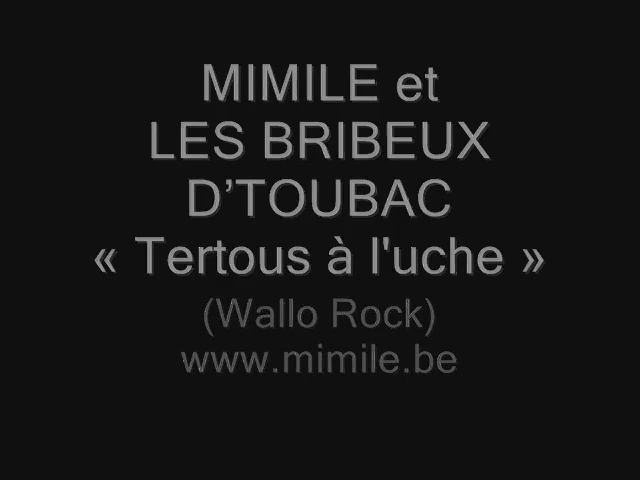 MIMILE et
LES BRIBEUX
D’TOUBAC
« Tertous à l'uche »
(Wallo Rock)
www.mimile.be